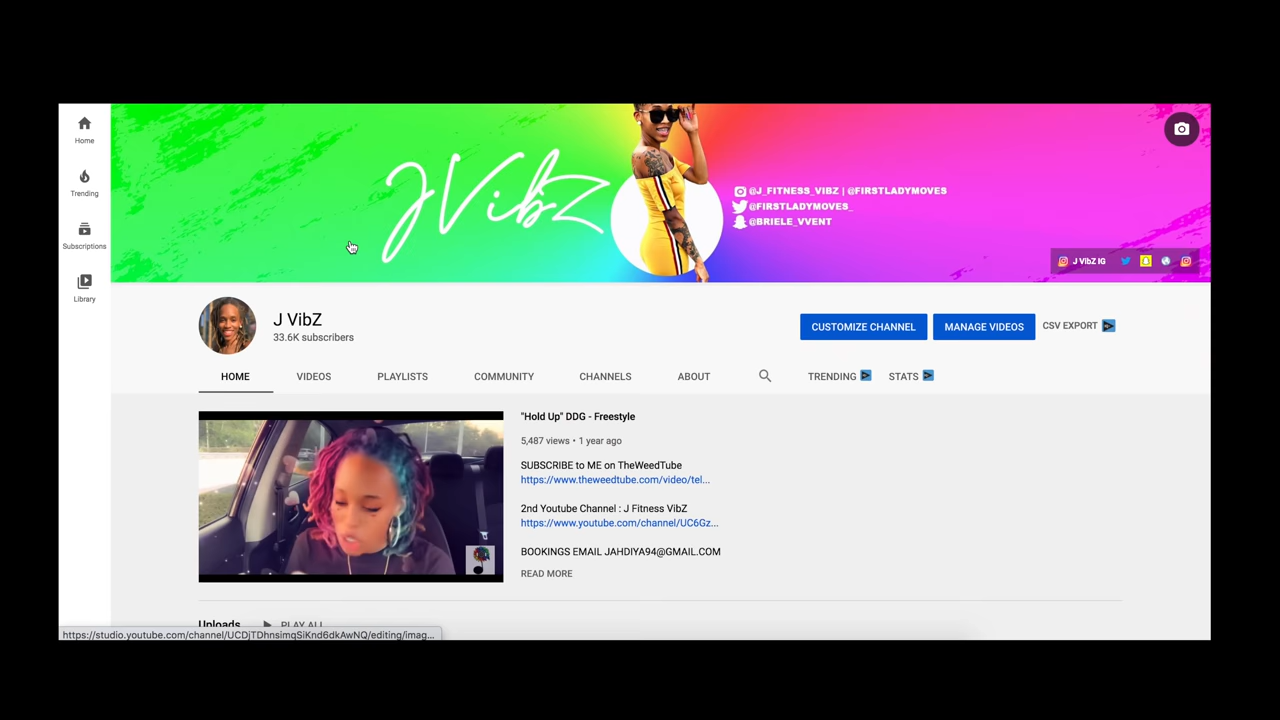 Home
Trending
Subscriptions
Library
JVibZ
@J_FITNESS_VIBZ | @FIRSTLADYMOVES
@FIRSTLADYMOVES_
@BRIELE_VVENT
J VibZ IG
J VibZ
33.6K subscribers
CUSTOMIZE CHANNEL
MANAGE VIDEOS
CSV EXPORT
HOME
VIDEOS
PLAYLISTS
COMMUNITY
CHANNELS
ABOUT
TRENDING
STATS
"Hold Up" DDG - Freestyle
5,487 views • 1 year ago
SUBSCRIBE to ME on TheWeedTube
https://www.theweedtube.com/video/tel...
2nd Youtube Channel : J Fitness VibZ
https://www.youtube.com/channel/UC6Gz...
BOOKINGS EMAIL JAHDIYA94@GMAIL.COM
READ MORE
Uploads
PLAY ALL
https://studio.youtube.com/channel/UCDjTDhnsimqSiKnd6dkAwNQ/editing/imag...